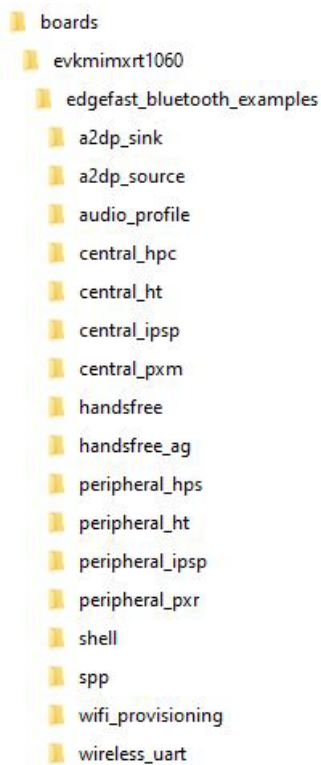 boards
evkmimxrt1060
edgefast_bluetooth_examples
a2dp_sink
a2dp_source
audio_profile
central_hpc
central_ht
central_ipsp
central_pxm
handsfree
handsfree_ag
peripheral_hps
peripheral_ht
peripheral_ipsp
peripheral_pxr
shell
spp
wifi_provisioning
wireless_uart